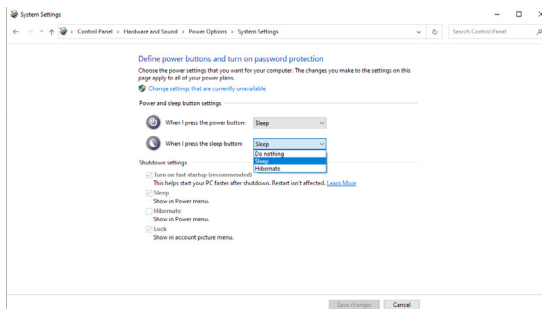 System Settings
Control Panel > Hardware and Sound > Power Options > System Settings
Search Control Panel
Define power buttons and turn on password protection
Choose the power settings that you want for your computer. The changes you make to the settings on this
page apply to all of your power plans.
Change settings that are currently unavailable
Power and sleep button settings
When I press the power button: Sleep
When I press the sleep button: Sleep
Do nothing
Sleep
Hibernate
Shutdown settings
Turn on fast startup (recommended)
This helps start your PC faster after shutdown. Restart isn't affected. Learn More
Sleep
Show in Power menu.
Hibernate
Show in Power menu.
Lock
Show in account picture menu.
Save changes Cancel